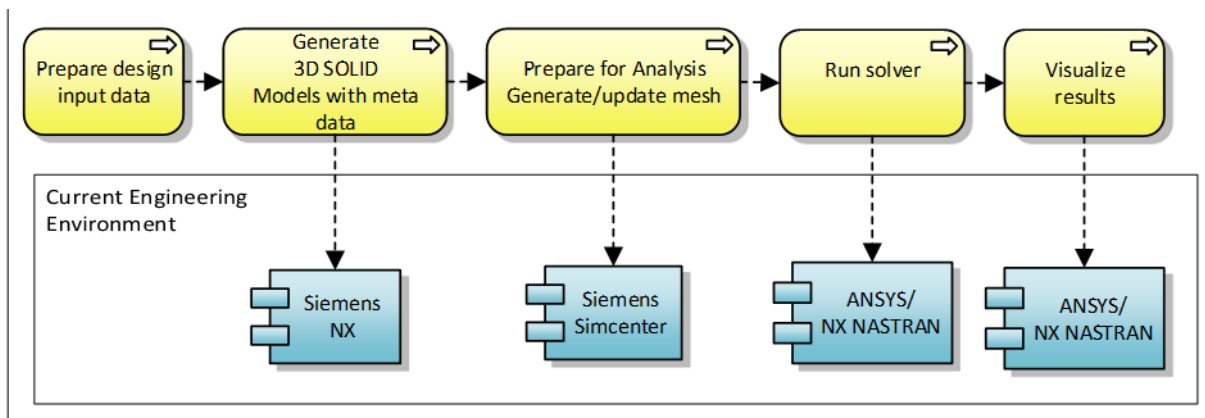 Prepare design
input data
Generate
3D SOLID
Models with meta
data
Prepare for Analysis
Generate/update mesh
Run solver
Visualize
results
Current Engineering
Environment
Siemens
NX
Siemens
Simcenter
ANSYS/
NX NASTRAN
ANSYS/
NX NASTRAN